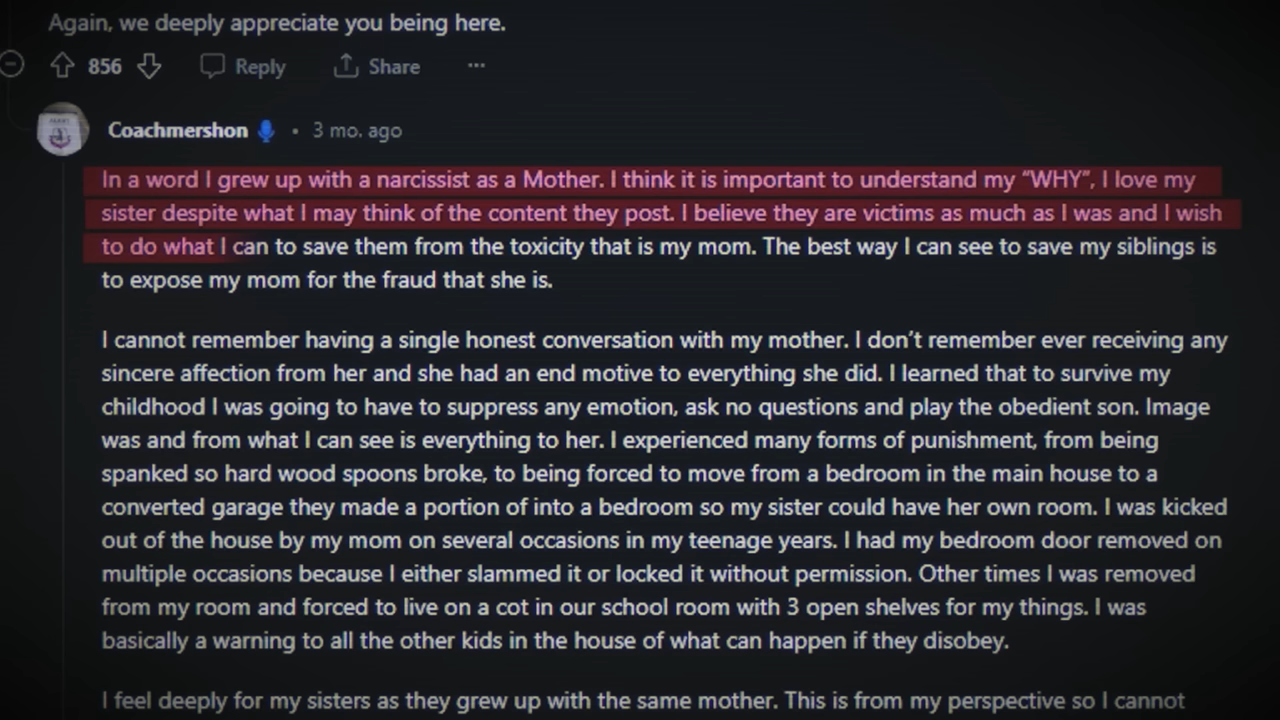 Again, we deeply appreciate you being here.
856 Reply Share ···
Coachmershon • 3 mo. ago
In a word I grew up with a narcissist as a Mother. I think it is important to understand my “WHY”, I love my
sister despite what I may think of the content they post. I believe they are victims as much as I was and I wish
to do what I can to save them from the toxicity that is my mom. The best way I can see to save my siblings is
to expose my mom for the fraud that she is.
I cannot remember having a single honest conversation with my mother. I don’t remember ever receiving any
sincere affection from her and she had an end motive to everything she did. I learned that to survive my
childhood I was going to have to suppress any emotion, ask no questions and play the obedient son. Image
was and from what I can see is everything to her. I experienced many forms of punishment, from being
spanked so hard wood spoons broke, to being forced to move from a bedroom in the main house to a
converted garage they made a portion of into a bedroom so my sister could have her own room. I was kicked
out of the house by my mom on several occasions in my teenage years. I had my bedroom door removed on
multiple occasions because I either slammed it or locked it without permission. Other times I was removed
from my room and forced to live on a cot in our school room with 3 open shelves for my things. I was
basically a warning to all the other kids in the house of what can happen if they disobey.
I feel deeply for my sisters as they grew up with the same mother. This is from my perspective so I cannot